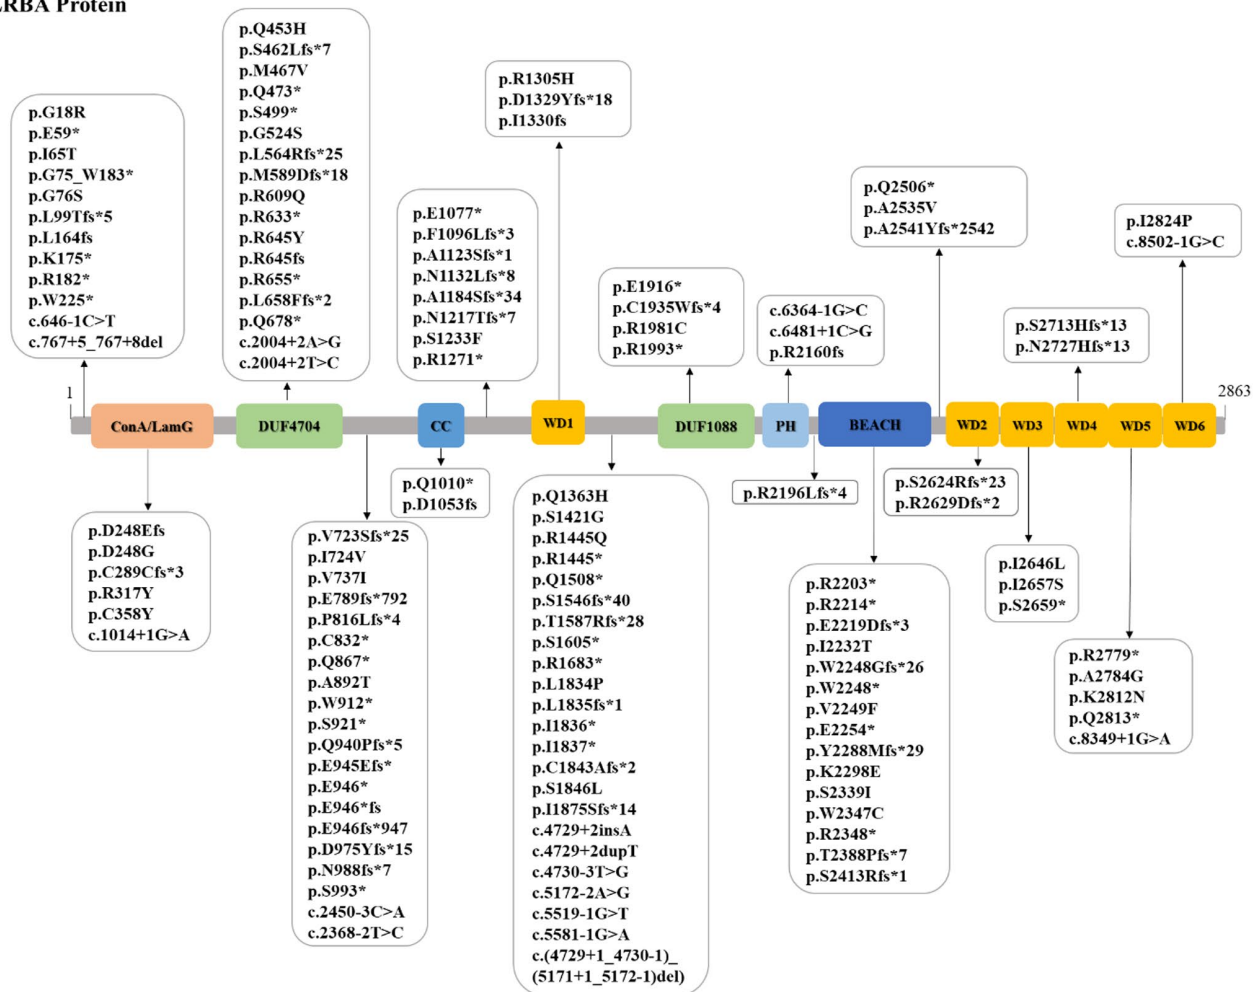 LRBA Protein
p.G18R
p.E59*
p.I65T
p.G75_W183*
p.G76S
p.L99Tfs*5
p.L164fs
p.K175*
p.R182*
p.W225*
c.646-1C>T
c.767+5_767+8del
p.Q453H
p.S462Lfs*7
p.M467V
p.Q473*
p.S499*
p.G524S
p.L564Rfs*25
p.M589Dfs*18
p.R609Q
p.R633*
p.R645Y
p.R645fs
p.R655*
p.L658Ffs*2
p.Q678*
c.2004+2A>G
c.2004+2T>C
p.E1077*
p.F1096Lfs*3
p.A1123Sfs*1
p.N1132Lfs*8
p.A1184Sfs*34
p.N1217Tfs*7
p.S1233F
p.R1271*
p.R1305H
p.D1329Yfs*18
p.I1330fs
p.E1916*
p.C1935Wfs*4
p.R1981C
p.R1993*
c.6364-1G>C
c.6481+1C>G
p.R2160fs
p.Q2506*
p.A2535V
p.A2541Yfs*2542
p.S2713Hfs*13
p.N2727Hfs*13
p.I2824P
c.8502-1G>C
1
2863
ConA/LamG
DUF4704
CC
WD1
DUF1088
PH
BEACH
WD2
WD3
WD4
WD5
WD6
p.D248Efs
p.D248G
p.C289Cfs*3
p.R317Y
p.C358Y
c.1014+1G>A
p.V723Sfs*25
p.I724V
p.V737I
p.E789fs*792
p.P816Lfs*4
p.C832*
p.Q867*
p.A892T
p.W912*
p.S921*
p.Q940Pfs*5
p.E945Efs*
p.E946*
p.E946*fs
p.E946fs*947
p.D975Yfs*15
p.N988fs*7
p.S993*
c.2450-3C>A
c.2368-2T>C
p.Q1010*
p.D1053fs
p.Q1363H
p.S1421G
p.R1445Q
p.R1445*
p.Q1508*
p.S1546fs*40
p.T1587Rfs*28
p.S1605*
p.R1683*
p.L1834P
p.L1835fs*1
p.I1836*
p.I1837*
p.C1843Afs*2
p.S1846L
p.I1875Sfs*14
c.4729+2insA
c.4729+2dupT
c.4730-3T>G
c.5172-2A>G
c.5519-1G>T
c.5581-1G>A
c.(4729+1_4730-1)_
(5171+1_5172-1)del)
p.R2196Lfs*4
p.R2203*
p.R2214*
p.E2219Dfs*3
p.I2232T
p.W2248Gfs*26
p.W2248*
p.V2249F
p.E2254*
p.Y2288Mfs*29
p.K2298E
p.S2339I
p.W2347C
p.R2348*
p.T2388Pfs*7
p.S2413Rfs*1
p.S2624Rfs*23
p.R2629Dfs*2
p.I2646L
p.I2657S
p.S2659*
p.R2779*
p.A2784G
p.K2812N
p.Q2813*
c.8349+1G>A